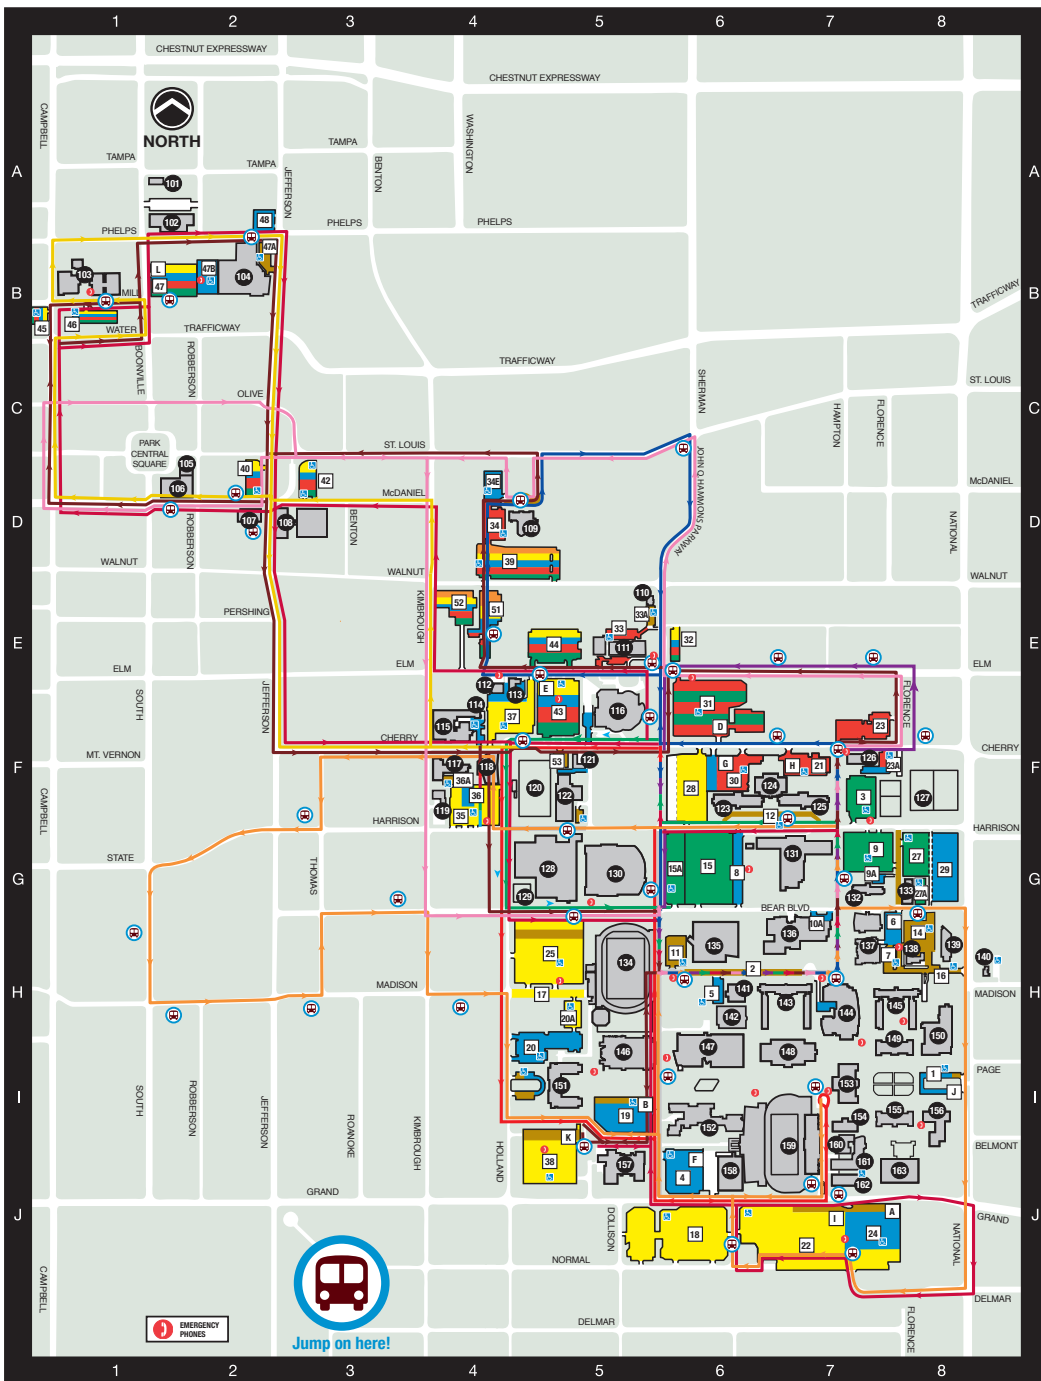 1 2 3 4 5 6 7 8
CHESTNUT EXPRESSWAY
CHESTNUT EXPRESSWAY
CAMPBELL
NORTH
WASHINGTON
TAMPA
TAMPA
TAMPA
JEFFERSON
BENTON
A
A
101
102
48
PHELPS
PHELPS
PHELPS
47A
103
L
47B
47
104
MILL
B
B
TRAFFICWAY
45
46
WATER
TRAFFICWAY
BOONVILLE
ROBBERSON
TRAFFICWAY
SHERMAN
ST. LOUIS
OLIVE
C
C
HAMPTON
FLORENCE
PARK
CENTRAL
SQUARE
ST. LOUIS
JOHN Q HAMMONS PARKWAY
105
40
42
106
34E
McDANIEL
McDANIEL
D
D
107
108
34
109
ROBBERSON
BENTON
NATIONAL
WALNUT
39
WALNUT
WALNUT
KIMBROUGH
52
51
110
33A
PERSHING
33
32
E
E
44
111
ELM
ELM
ELM
SOUTH
JEFFERSON
112
113
E
114
37
43
116
31
FLORENCE
115
D
23
CHERRY
CHERRY
MT. VERNON
F
F
117
118
53
121
G
H
21
126
23A
36A
36
120
122
28
30
124
3
127
CAMPBELL
119
35
123
125
12
HARRISON
HARRISON
STATE
THOMAS
128
130
15A
15
8
131
9
27
29
G
G
9A
129
132
133
27A
BEAR BLVD
10A
6
14
136
11
135
137
138
139
25
134
7
140
2
16
MADISON
H
H
17
5
141
MADISON
143
145
20A
142
144
20
147
148
149
150
146
PAGE
I
I
151
153
1
J
SOUTH
ROBBERSON
JEFFERSON
ROANOKE
KIMBROUGH
HOLLAND
B
19
152
154
155
156
K
159
160
BELMONT
38
F
161
157
4
158
162
163
GRAND
J
J
GRAND
DOLLISON
A
I
18
22
24
NATIONAL
NORMAL
CAMPBELL
DELMAR
FLORENCE
DELMAR
EMERGENCY
PHONES
Jump on here!
1 2 3 4 5 6 7 8